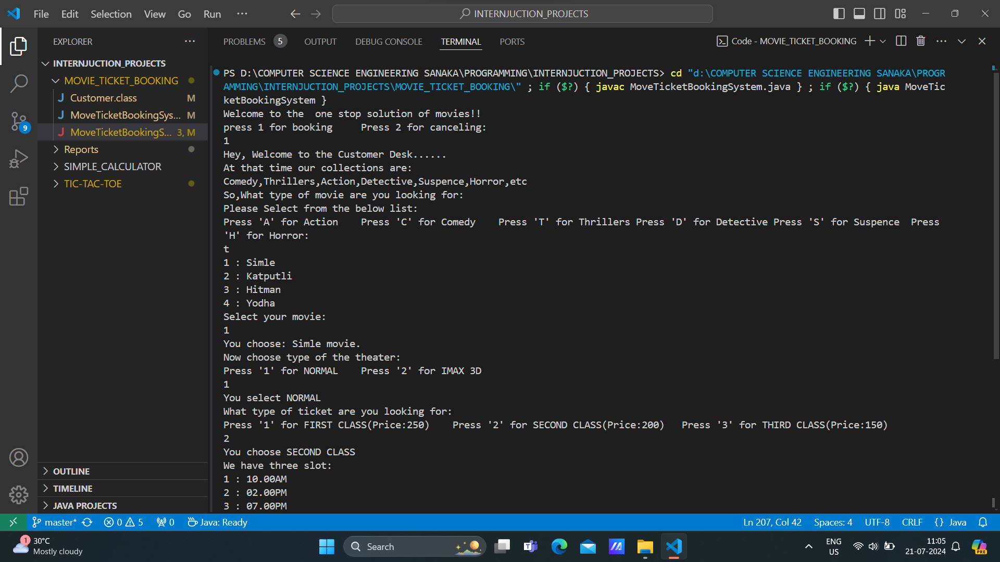 File Edit Selection View Go Run ...
INTERNJUCTION_PROJECTS
EXPLORER
INTERNJUCTION_PROJECTS
MOVIE_TICKET_BOOKING
Customer.class M
MoveTicketBookingSys... M
MoveTicketBookingS... 3, M
Reports
SIMPLE_CALCULATOR
TIC-TAC-TOE
9
OUTLINE
TIMELINE
JAVA PROJECTS
PROBLEMS 5 OUTPUT DEBUG CONSOLE TERMINAL PORTS
Code - MOVIE_TICKET_BOOKING
PS D:\COMPUTER SCIENCE ENGINEERING SANAKA\PROGRAMMING\INTERNJUCTION_PROJECTS> cd "d:\COMPUTER SCIENCE ENGINEERING SANAKA\PROGR
AMMING\INTERNJUCTION_PROJECTS\MOVIE_TICKET_BOOKING\" ; if ($?) { javac MoveTicketBookingSystem.java } ; if ($?) { java MoveTic
ketBookingSystem }
Welcome to the  one stop solution of movies!!
press 1 for booking     Press 2 for canceling:
1
Hey, Welcome to the Customer Desk......
At that time our collections are:
Comedy,Thrillers,Action,Detective,Suspence,Horror,etc
So,What type of movie are you looking for:
Please Select from the below list:
Press 'A' for Action    Press 'C' for Comedy    Press 'T' for Thrillers Press 'D' for Detective Press 'S' for Suspence  Press
'H' for Horror:
t
1 : Simle
2 : Katputli
3 : Hitman
4 : Yodha
Select your movie:
1
You choose: Simle movie.
Now choose type of the theater:
Press '1' for NORMAL    Press '2' for IMAX 3D
1
You select NORMAL
What type of ticket are you looking for:
Press '1' for FIRST CLASS(Price:250)    Press '2' for SECOND CLASS(Price:200)   Press '3' for THIRD CLASS(Price:150)
2
You choose SECOND CLASS
We have three slot:
1 : 10.00AM
2 : 02.00PM
3 : 07.00PM
master* 0 5 0 Java: Ready
Ln 207, Col 42 Spaces: 4 UTF-8 CRLF {} Java
1
30°C
Mostly cloudy
Search
ENG
US
11:05
21-07-2024
PRE